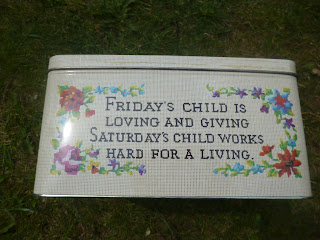 FRIDAY'S CHILD IS
LOVING AND GIVING
SATURDAY'S CHILD WORKS
HARD FOR A LIVING.